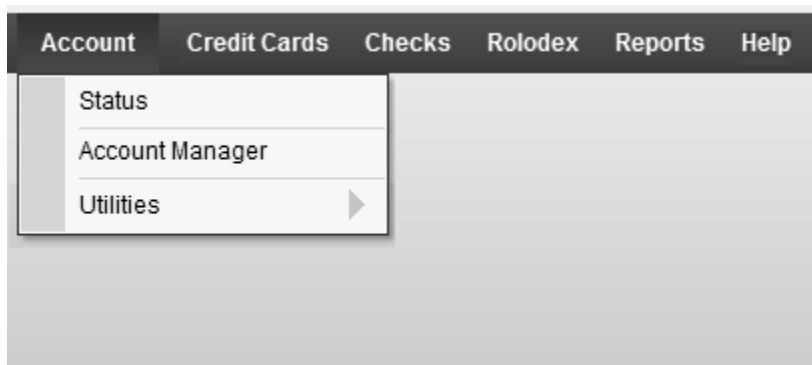 Account Credit Cards Checks Rolodex Reports Help
Status
Account Manager
Utilities